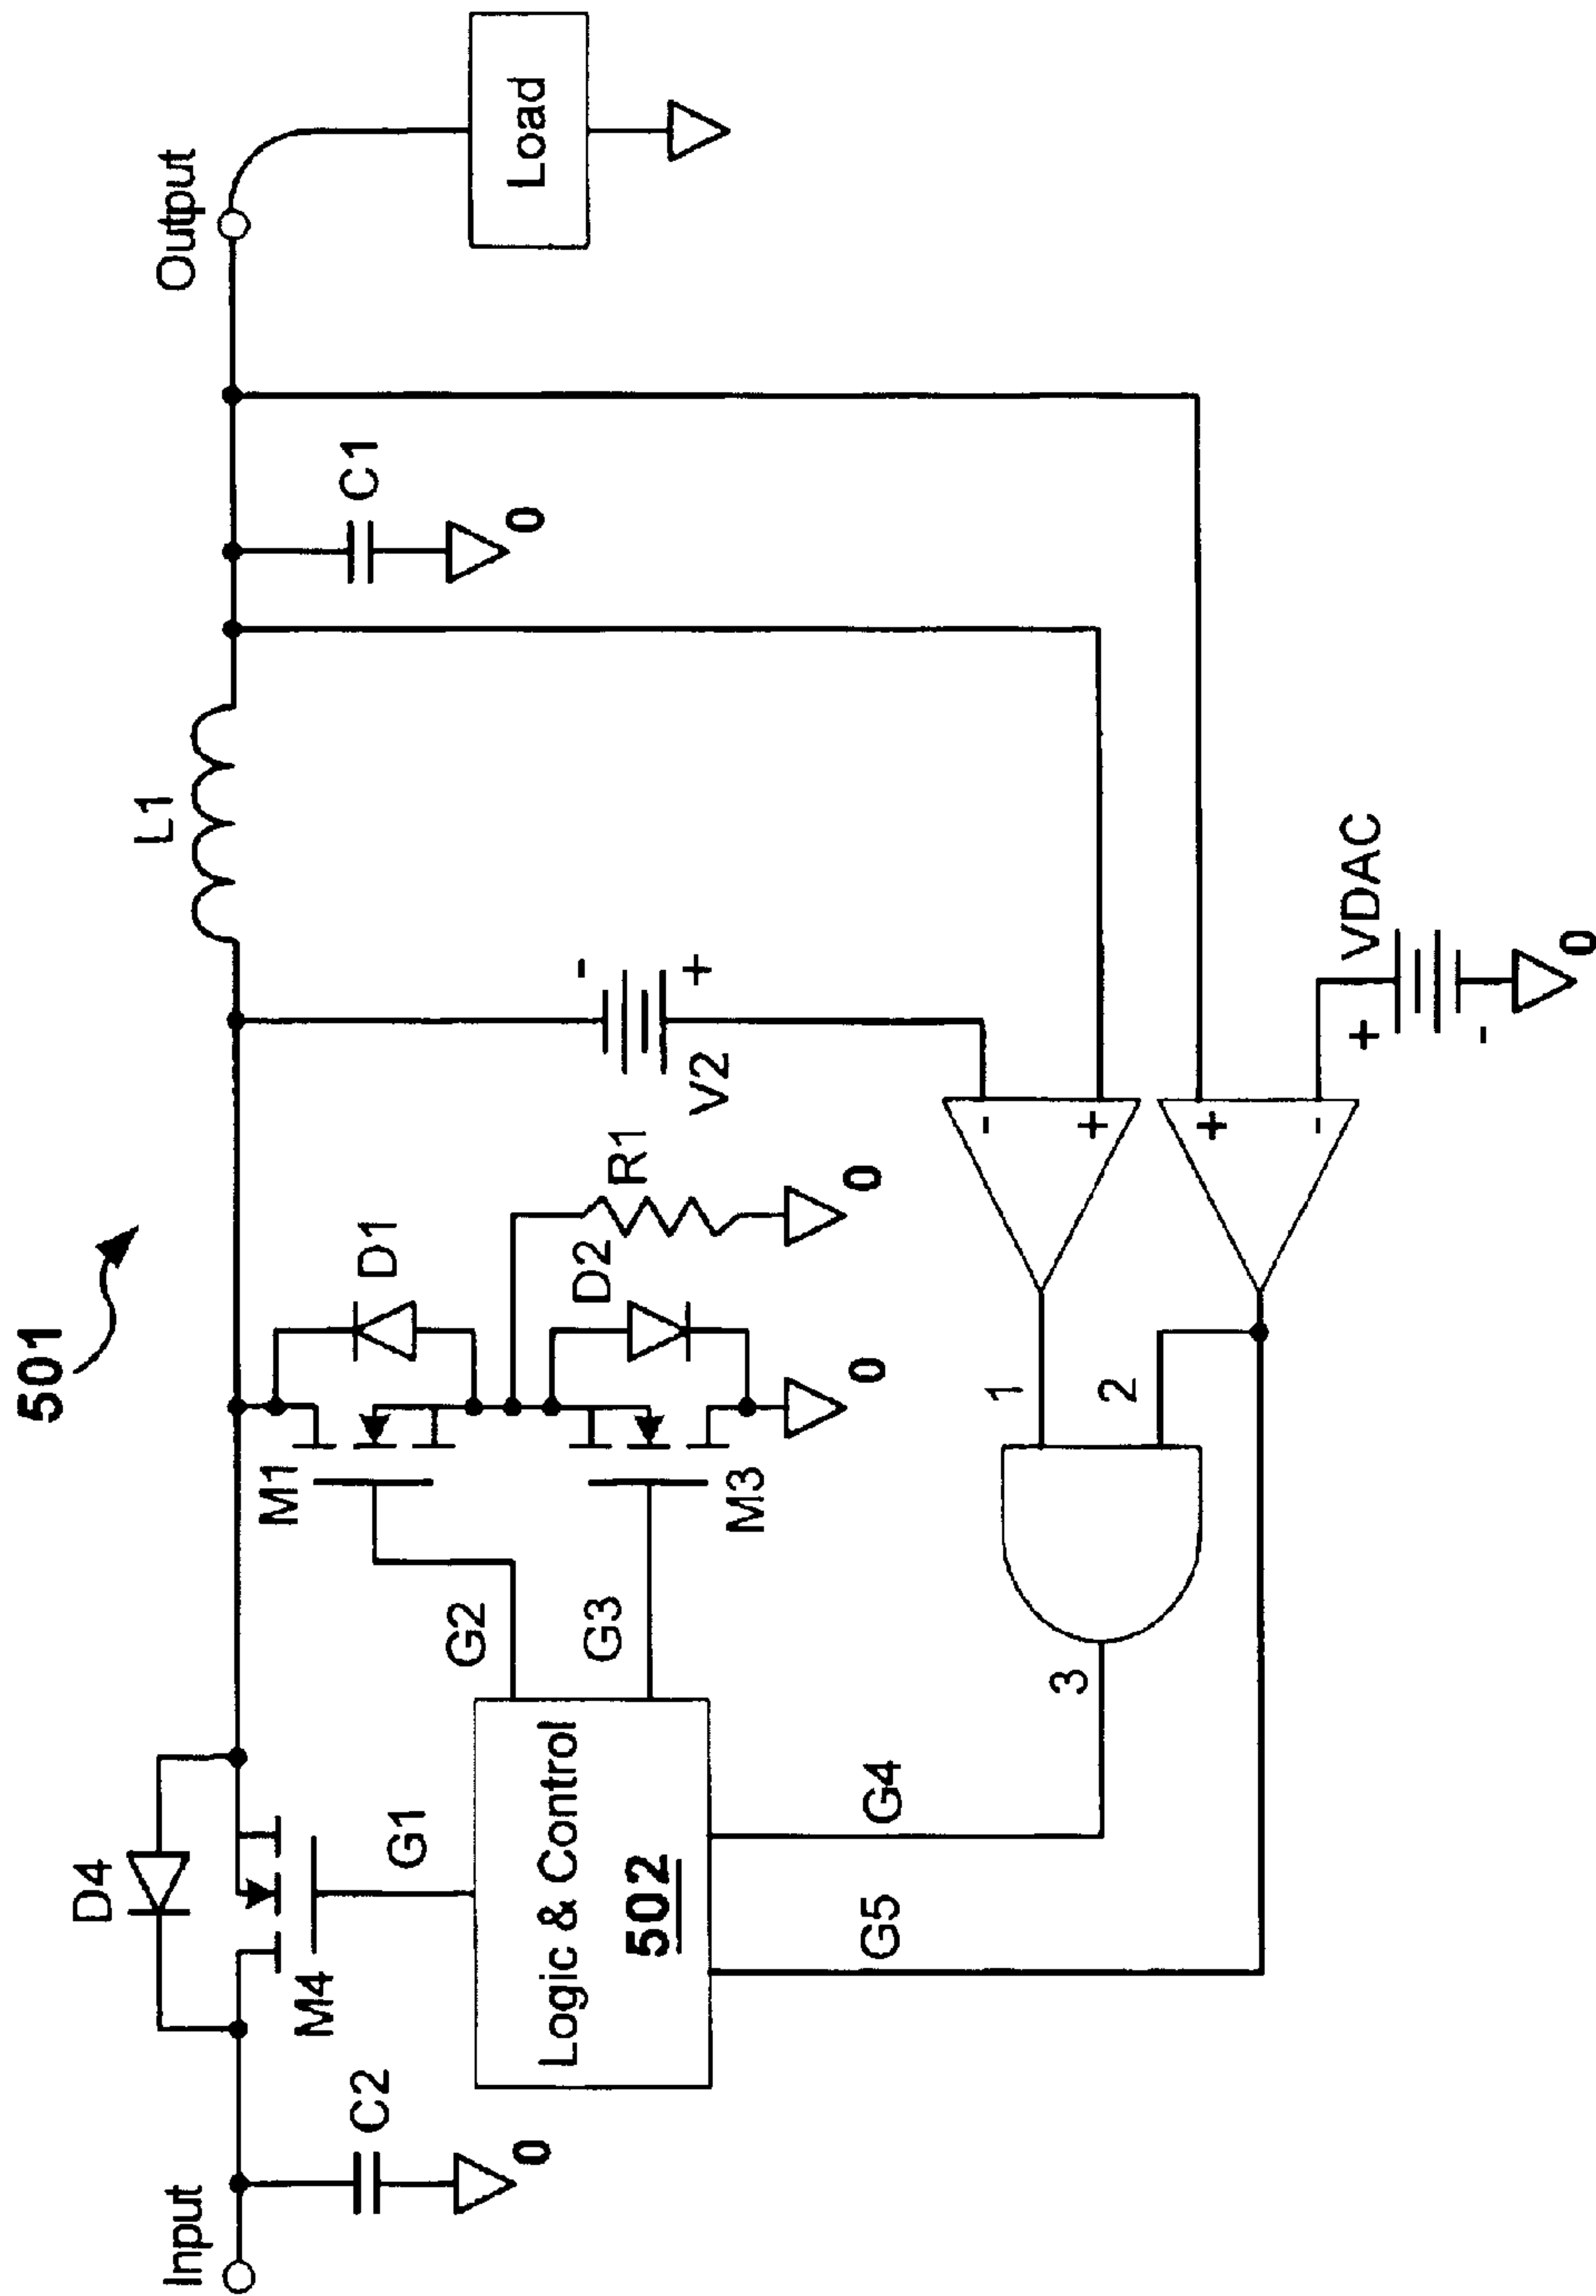 501
Input
C2
0
D4
M4
G1
Logic & Control
502
G2
G3
G4
G5
M1
D1
M3
D2
R1
0
0
L1
-
+
V2
C1
0
Output
Load
-
+
+
-
1
2
3
VDAC
+
-
0